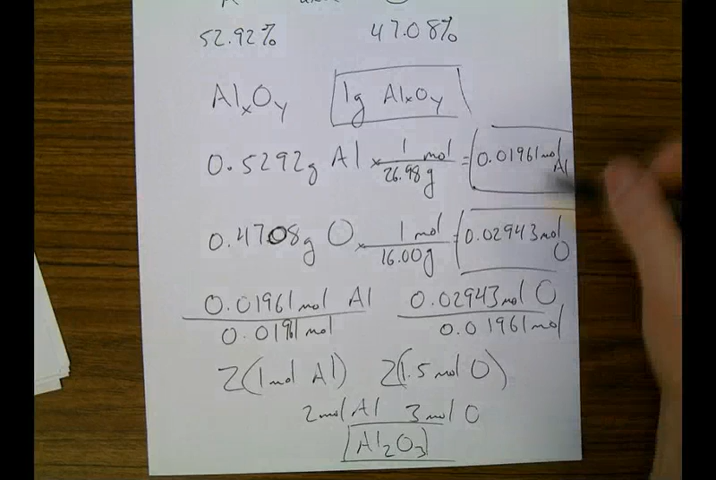 52.92% 47.08%
AlxOy 1g AlxOy
0.5292g Al × 1 mol / 26.98g = 0.01961 mol Al
0.4708g O × 1 mol / 16.00g = 0.02943 mol O
0.01961 mol Al 0.02943 mol O
0.01961 mol 0.01961 mol
2(1 mol Al) 2(1.5 mol O)
2 mol Al 3 mol O
Al2O3